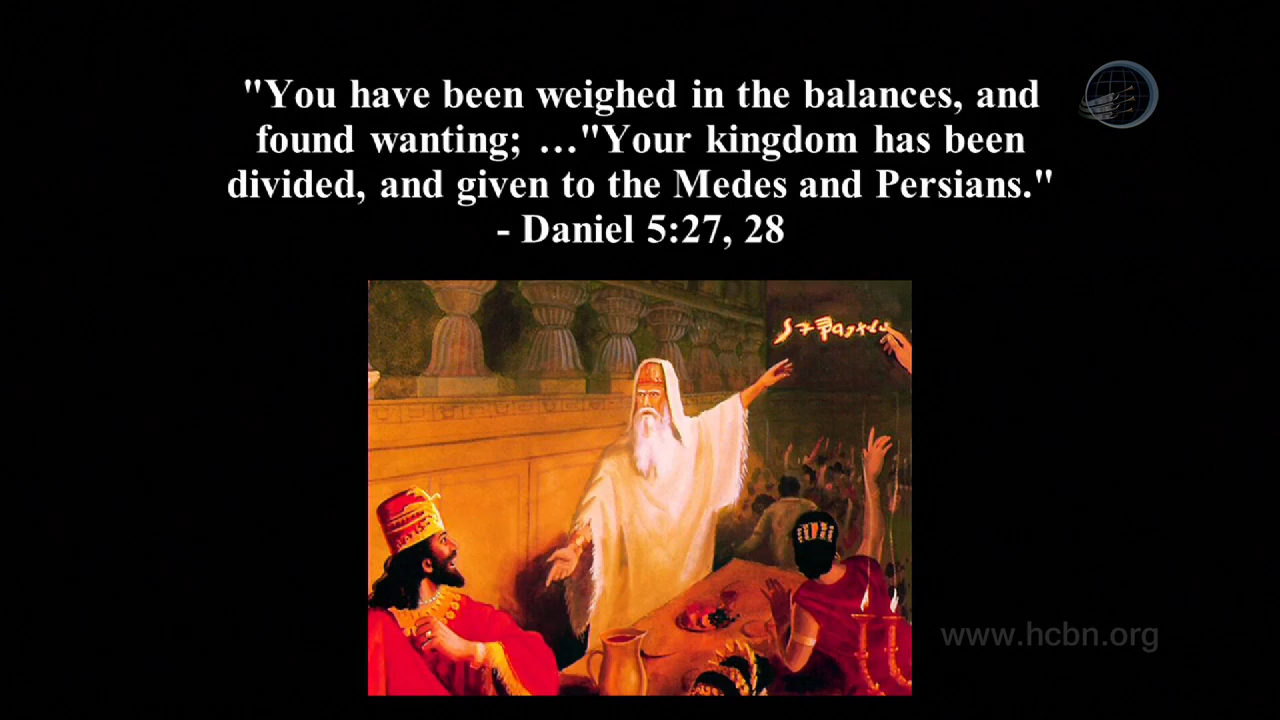 "You have been weighed in the balances, and
found wanting; ..."Your kingdom has been
divided, and given to the Medes and Persians."
- Daniel 5:27, 28
www.hcbn.org